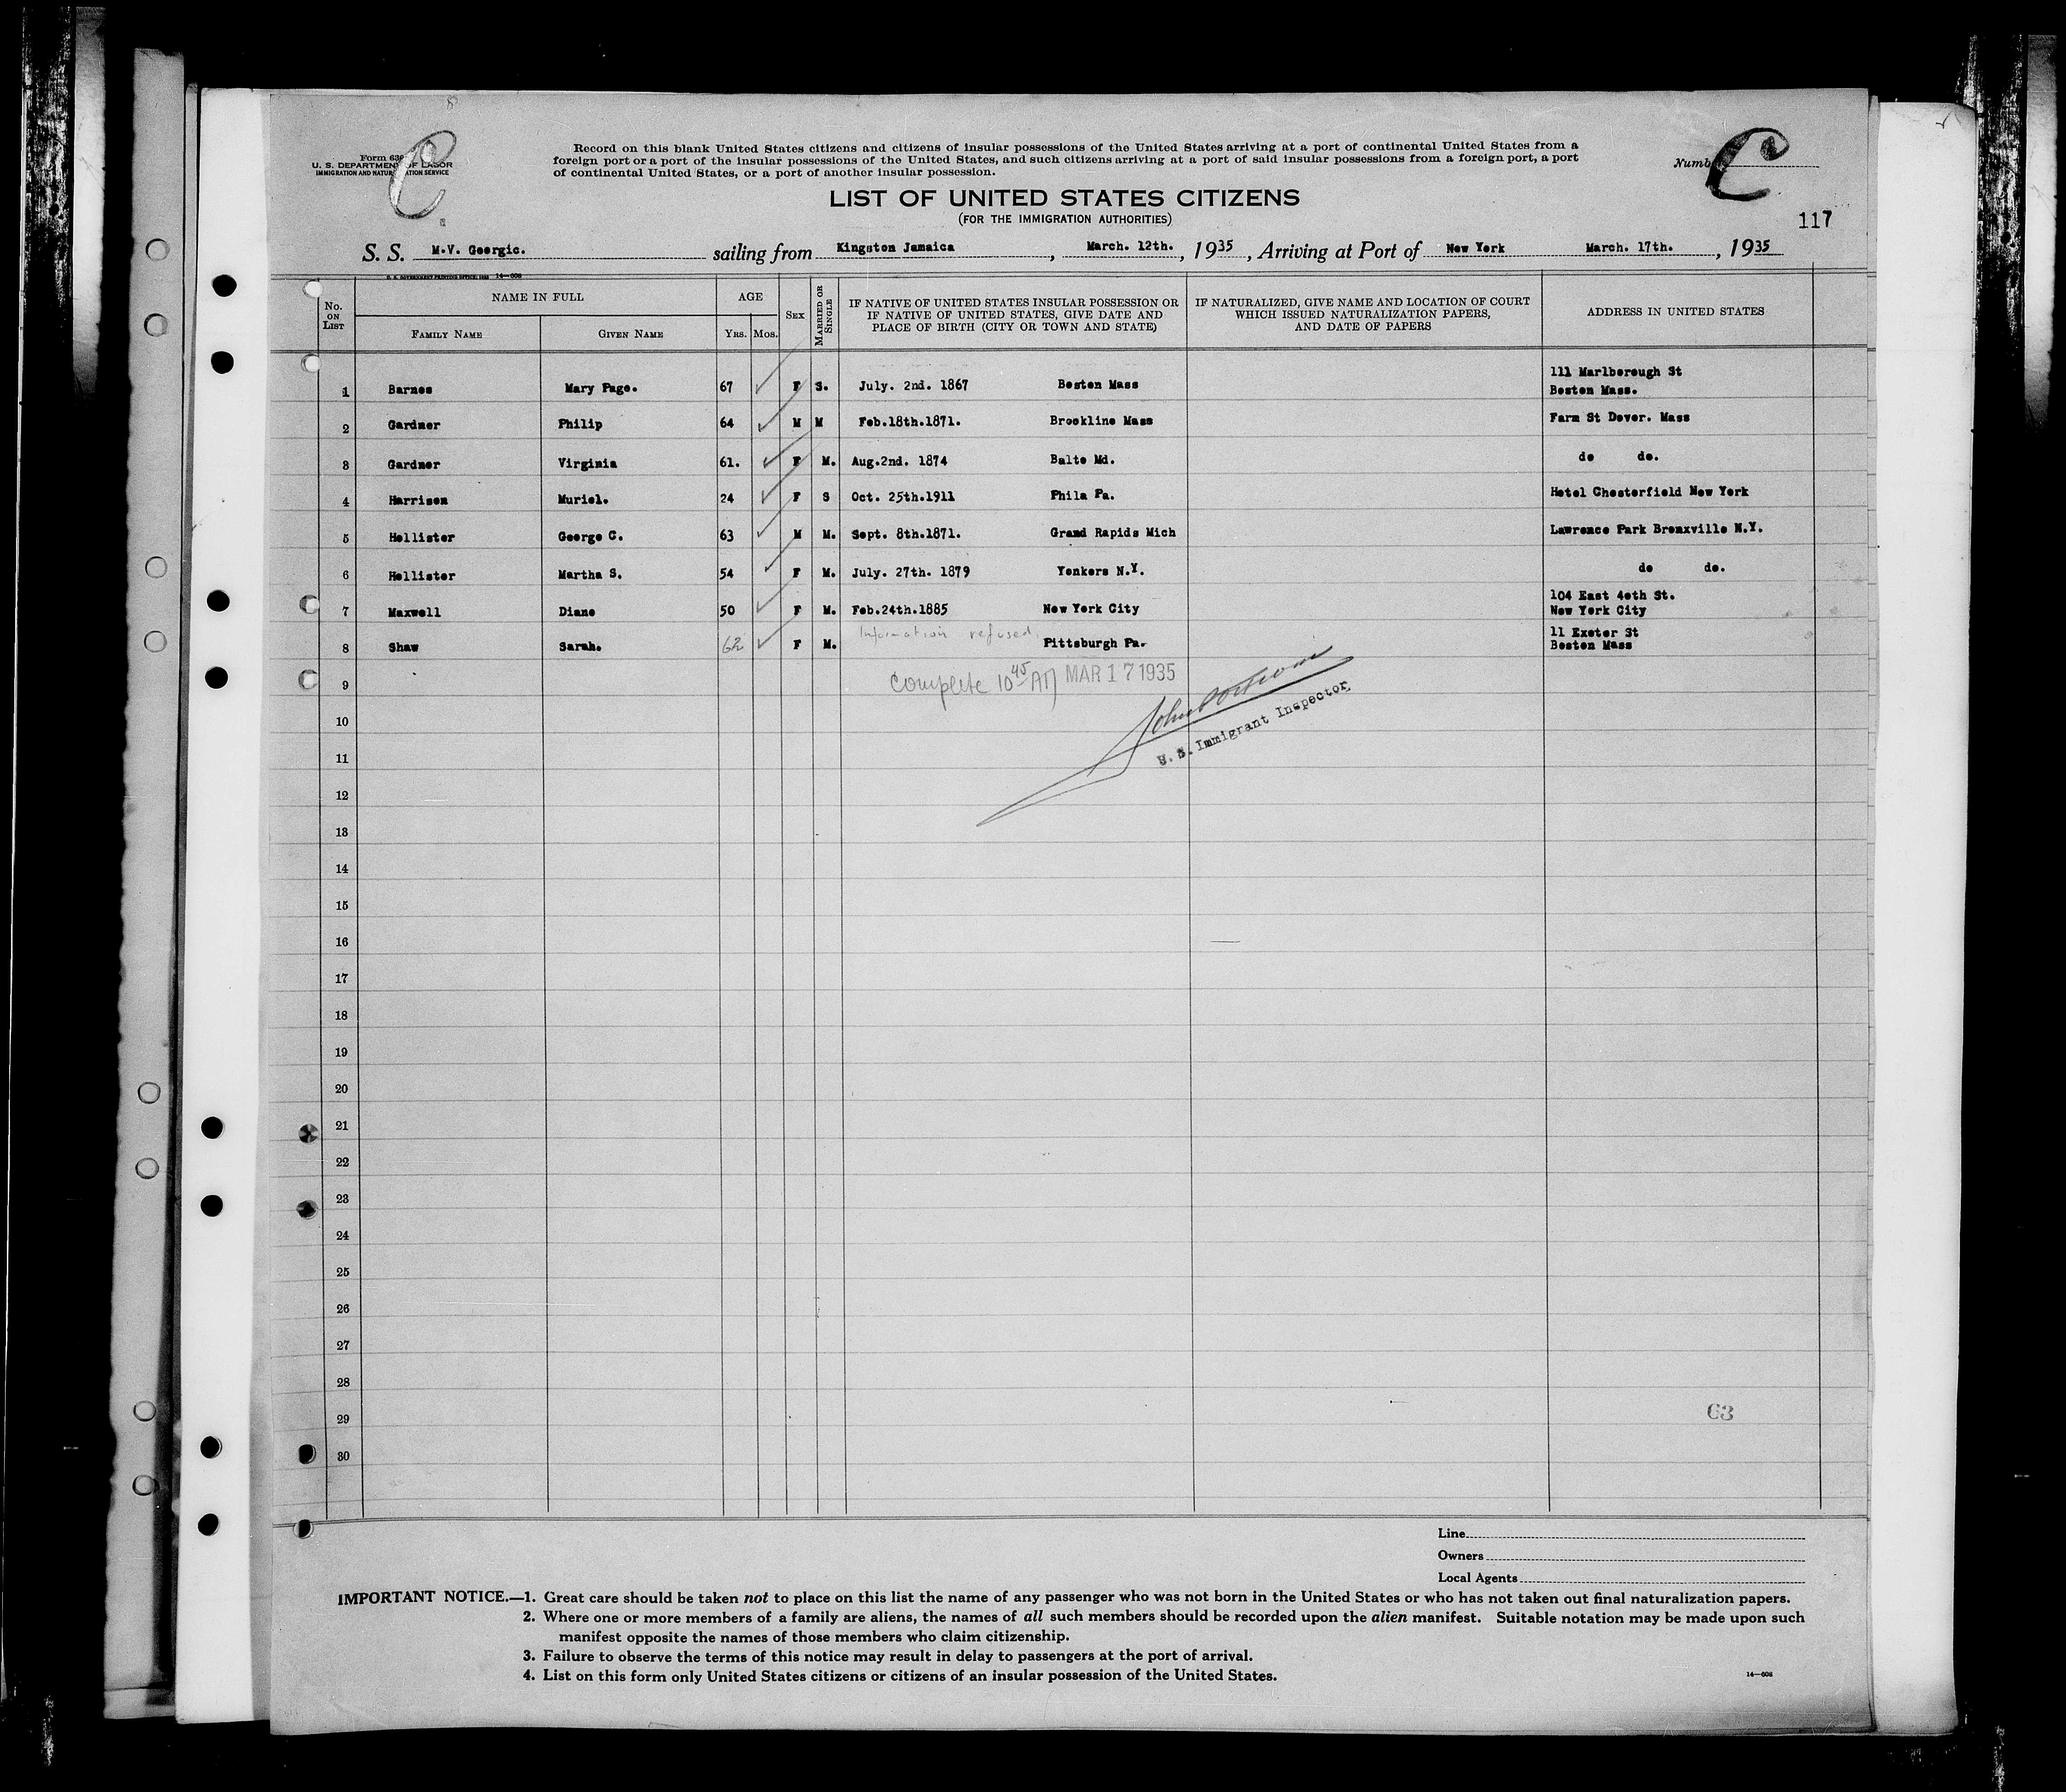 8
C
Form 630
U. S. DEPARTMENT OF LABOR
IMMIGRATION AND NATURALIZATION SERVICE
Record on this blank United States citizens and citizens of insular possessions of the United States arriving at a port of continental United States from a
foreign port or a port of the insular possessions of the United States, and such citizens arriving at a port of said insular possessions from a foreign port, a port
of continental United States, or a port of another insular possession.
Number C
LIST OF UNITED STATES CITIZENS
(FOR THE IMMIGRATION AUTHORITIES)
117
S. S. M.V. Georgic. sailing from Kingston Jamaica, March. 12th., 1935, Arriving at Port of New York March. 17th., 1935
U. S. GOVERNMENT PRINTING OFFICE: 14—608
No. ON LIST NAME IN FULL AGE SEX MARRIED OR SINGLE IF NATIVE OF UNITED STATES INSULAR POSSESSION OR IF NATIVE OF UNITED STATES, GIVE DATE AND PLACE OF BIRTH (CITY OR TOWN AND STATE) IF NATURALIZED, GIVE NAME AND LOCATION OF COURT WHICH ISSUED NATURALIZATION PAPERS, AND DATE OF PAPERS ADDRESS IN UNITED STATES
FAMILY NAME GIVEN NAME YRS. MOS.
1 Barnes Mary Page. 67 F S. July. 2nd. 1867 Boston Mass 111 Marlborough St
Boston Mass.
2 Gardner Philip 64 M M Feb.18th.1871. Brookline Mass Farm St Dover. Mass
3 Gardner Virginia 61. F M. Aug.2nd. 1874 Balto Md. do do.
4 Harrison Muriel. 24 F S Oct. 25th.1911 Phila Pa. Hotel Chesterfield New York
5 Hollister George C. 63 M M. Sept. 8th.1871. Grand Rapids Mich Lawrence Park Bronxville N.Y.
6 Hollister Martha S. 54 F M. July. 27th. 1879 Yonkers N.Y. do do.
7 Maxwell Diane 50 F M. Feb.24th.1885 New York City 104 East 40th St.
New York City
8 Shaw Sarah. 62 F M. Information refused. Pittsburgh Pa. 11 Exeter St
Boston Mass
9 Complete 10 45 AM MAR 17 1935
10
U. S. Immigrant Inspector
11
12
13
14
15
16
17
18
19
20
21
22
23
24
25
26
27
28
29 63
30
Line
Owners
Local Agents
IMPORTANT NOTICE.—1. Great care should be taken not to place on this list the name of any passenger who was not born in the United States or who has not taken out final naturalization papers.
2. Where one or more members of a family are aliens, the names of all such members should be recorded upon the alien manifest. Suitable notation may be made upon such
manifest opposite the names of those members who claim citizenship.
3. Failure to observe the terms of this notice may result in delay to passengers at the port of arrival.
4. List on this form only United States citizens or citizens of an insular possession of the United States.
14—608